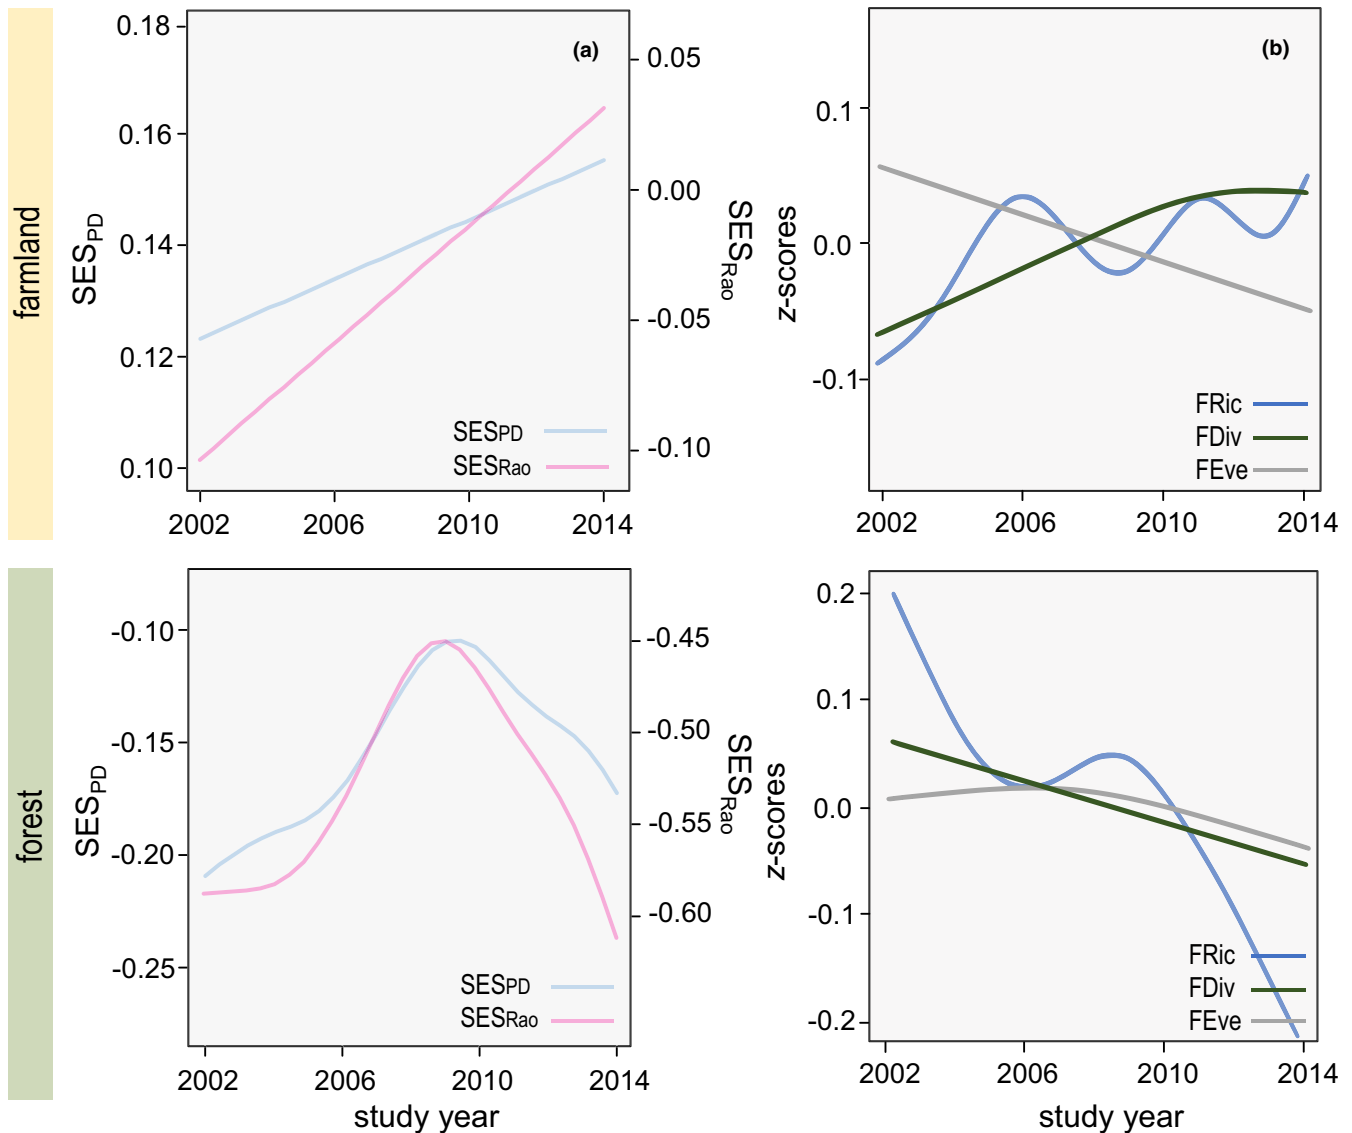 farmland
SESPD
0.18
0.16
0.14
0.12
0.10
(a)
SESPD
SESRao
2002 2006 2010 2014
0.05
0.00
-0.05
-0.10
SESRao
z-scores
0.1
0.0
-0.1
(b)
FRic
FDiv
FEve
2002 2006 2010 2014
forest
SESPD
-0.10
-0.15
-0.20
-0.25
SESPD
SESRao
2002 2006 2010 2014
study year
-0.45
-0.50
-0.55
-0.60
SESRao
z-scores
0.2
0.1
0.0
-0.1
-0.2
FRic
FDiv
FEve
2002 2006 2010 2014
study year